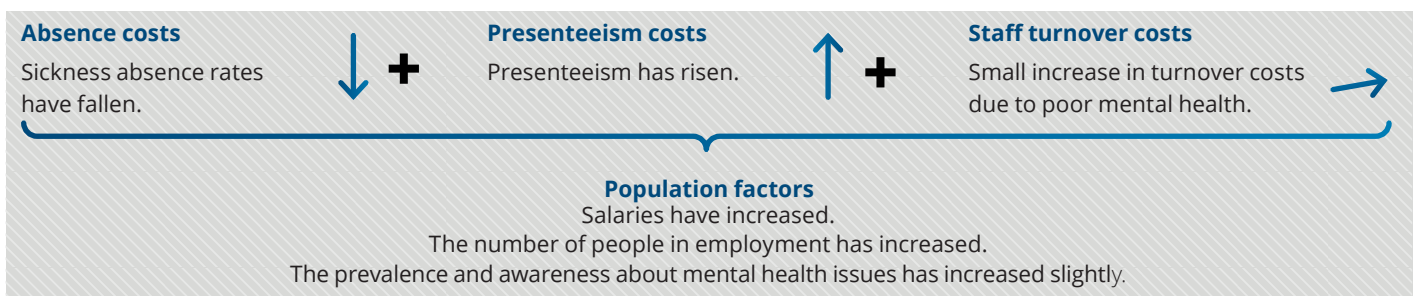 Absence costs
Sickness absence rates
have fallen.
+
Presenteeism costs
Presenteeism has risen.
+
Staff turnover costs
Small increase in turnover costs
due to poor mental health.
Population factors
Salaries have increased.
The number of people in employment has increased.
The prevalence and awareness about mental health issues has increased slightly.